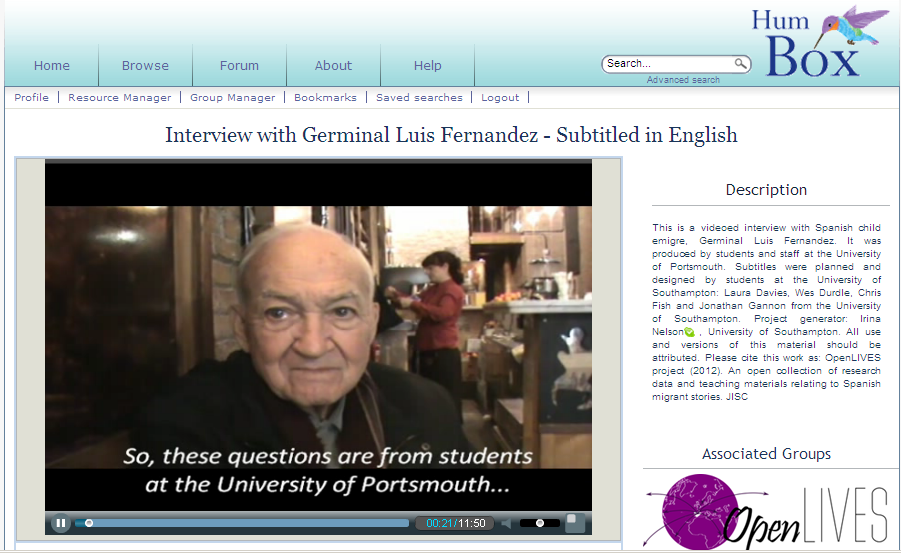 Hum
Box
Home Browse Forum About Help
Search...
Advanced search
Profile | Resource Manager | Group Manager | Bookmarks | Saved searches | Logout |
Interview with Germinal Luis Fernandez - Subtitled in English
So, these questions are from students
at the University of Portsmouth...
00:21/11:50
Description
This is a videoed interview with Spanish child
emigre, Germinal Luis Fernandez. It was
produced by students and staff at the University
of Portsmouth. Subtitles were planned and
designed by students at the University of
Southampton: Laura Davies, Wes Durdle, Chris
Fish and Jonathan Gannon from the University
of Southampton. Project generator: Irina
Nelson , University of Southampton. All use
and versions of this material should be
attributed. Please cite this work as: OpenLIVES
project (2012). An open collection of research
data and teaching materials relating to Spanish
migrant stories. JISC
Associated Groups
OpenLIVES